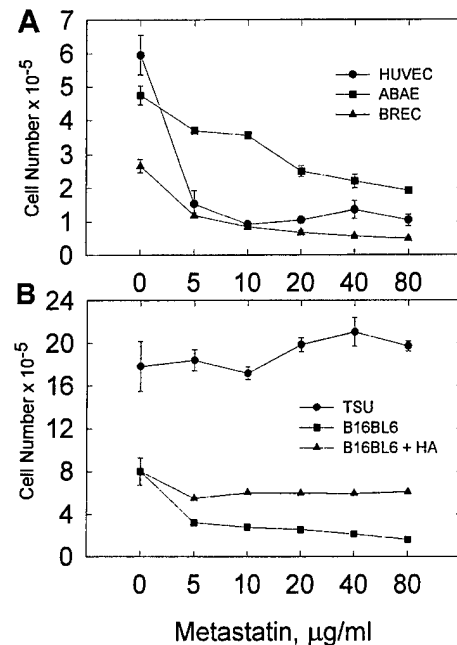 A
7
6
5
4
3
2
1
0
Cell Number x 10-5
HUVEC
ABAE
BREC
0 5 10 20 40 80
B
24
20
16
12
8
4
0
Cell Number x 10-5
TSU
B16BL6
B16BL6 + HA
0 5 10 20 40 80
Metastatin, μg/ml